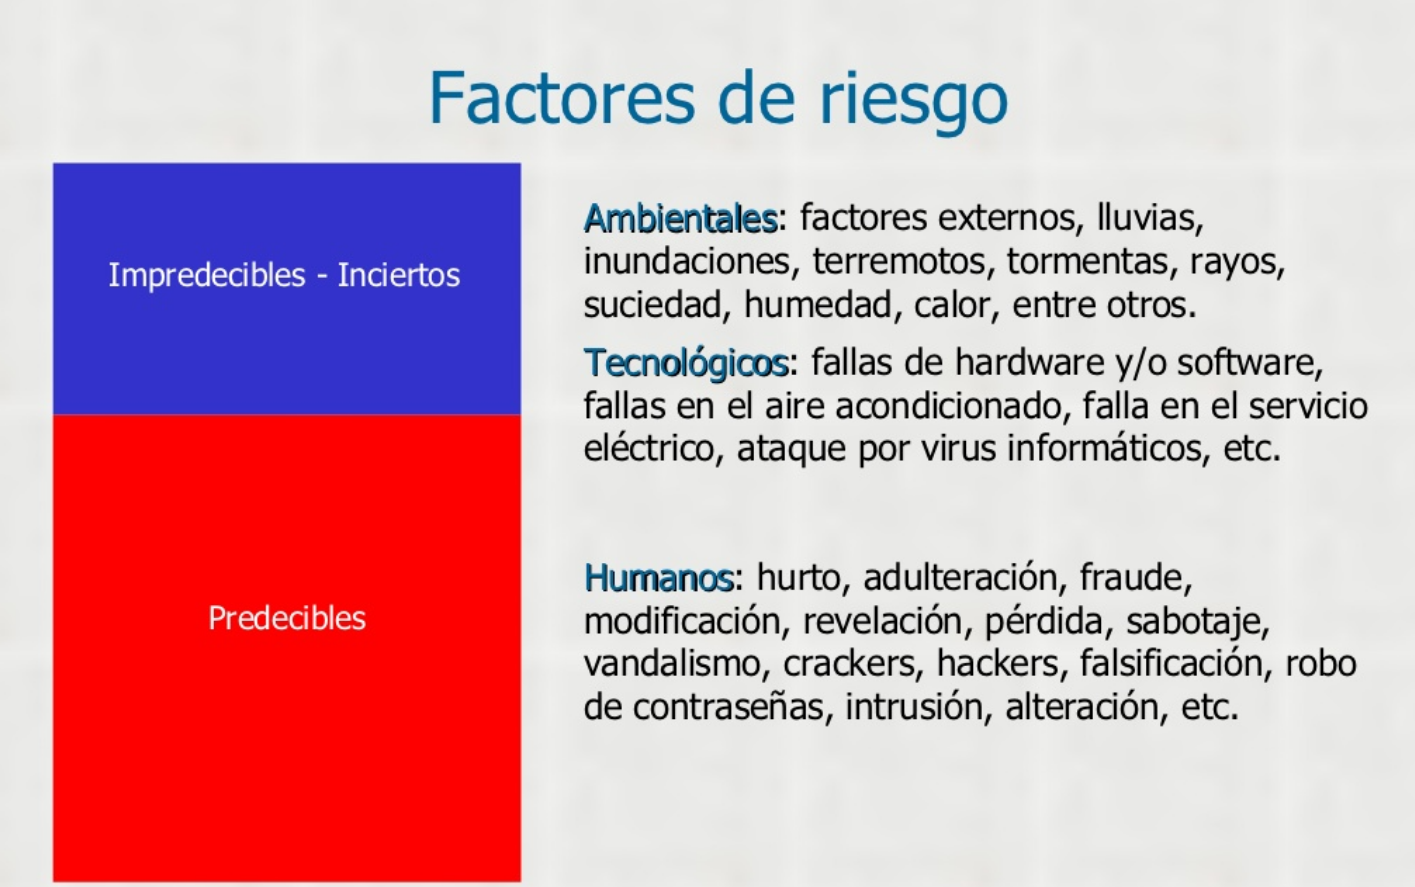 Factores de riesgo
Impredecibles - Inciertos
Predecibles
Ambientales: factores externos, lluvias,
inundaciones, terremotos, tormentas, rayos,
suciedad, humedad, calor, entre otros.
Tecnológicos: fallas de hardware y/o software,
fallas en el aire acondicionado, falla en el servicio
eléctrico, ataque por virus informáticos, etc.
Humanos: hurto, adulteración, fraude,
modificación, revelación, pérdida, sabotaje,
vandalismo, crackers, hackers, falsificación, robo
de contraseñas, intrusión, alteración, etc.